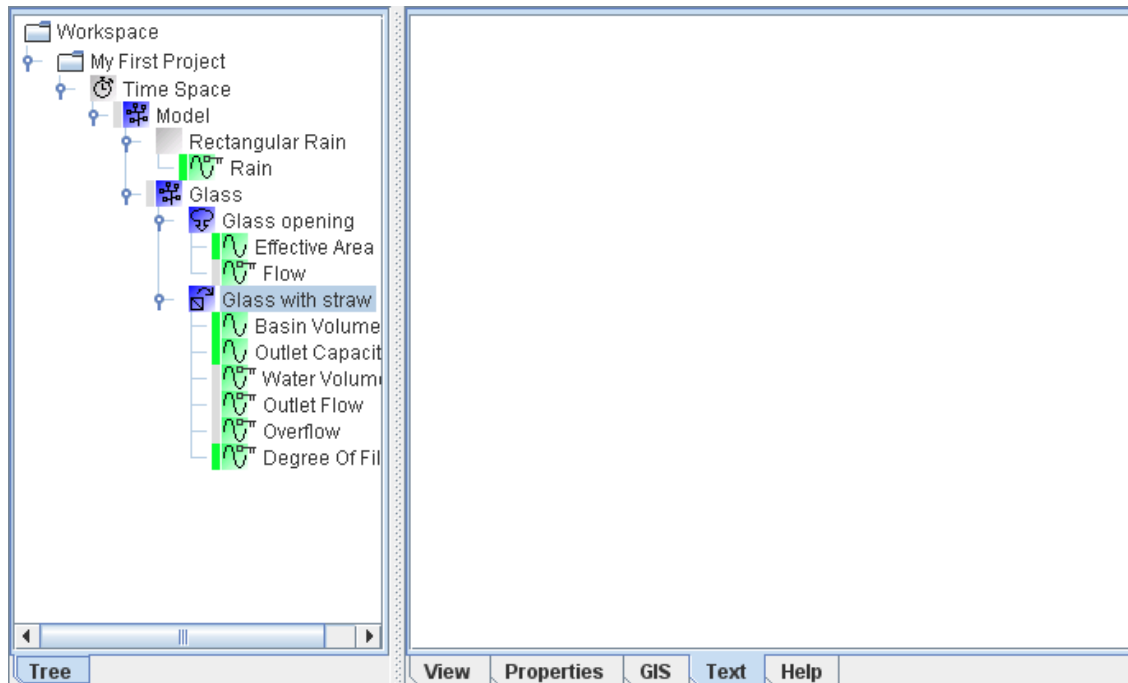 Workspace
My First Project
Time Space
Model
Rectangular Rain
Rain
Glass
Glass opening
Effective Area
Flow
Glass with straw
Basin Volume
Outlet Capacit
Water Volum
Outlet Flow
Overflow
Degree Of Fil
Tree
View Properties GIS Text Help